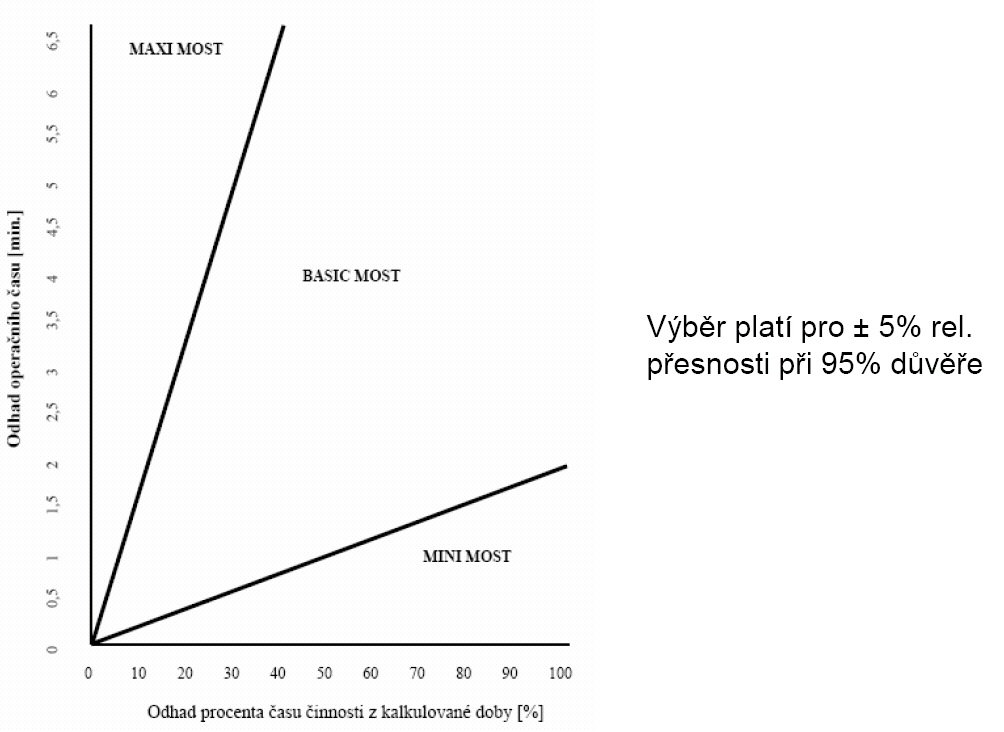 MAXI MOST
BASIC MOST
MINI MOST
Odhad operačního času [min.]
6,5
6
5,5
5
4,5
4
3,5
3
2,5
2
1,5
1
0,5
0
0 10 20 30 40 50 60 70 80 90 100
Odhad procenta času činnosti z kalkulované doby [%]
Výběr platí pro ± 5% rel.
přesnosti při 95% důvěře